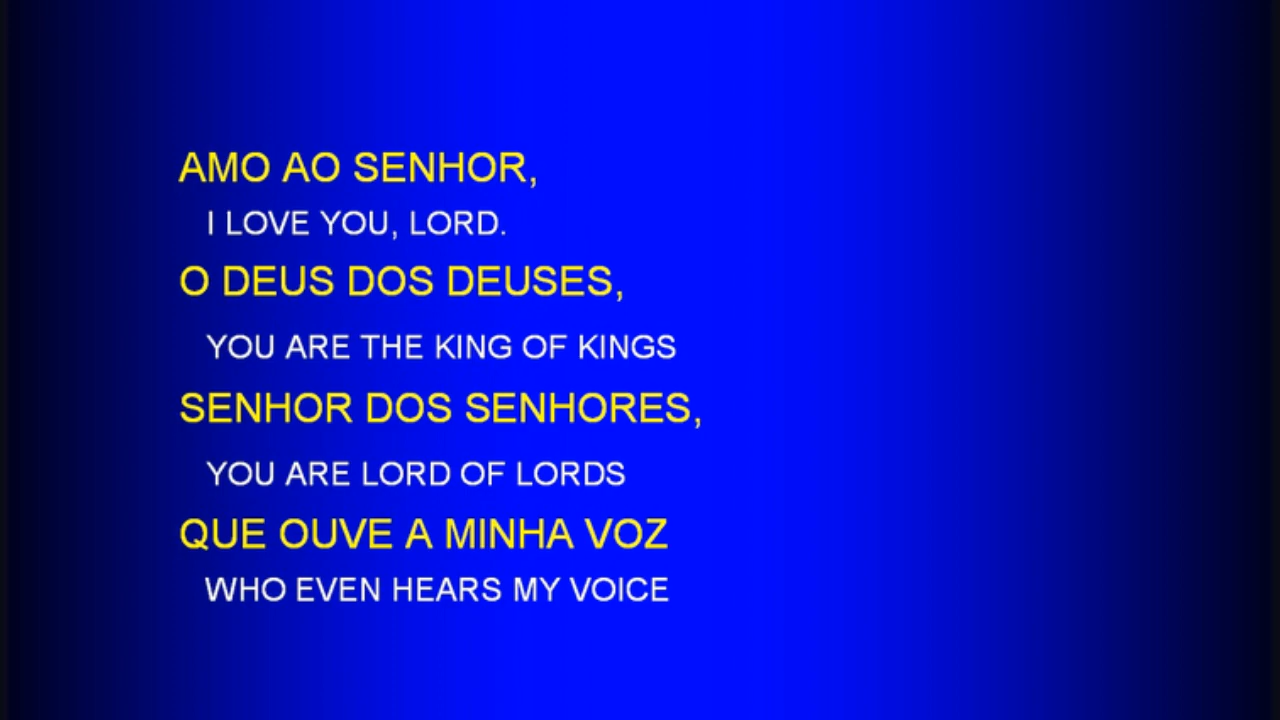 AMO AO SENHOR,
I LOVE YOU, LORD.
O DEUS DOS DEUSES,
YOU ARE THE KING OF KINGS
SENHOR DOS SENHORES,
YOU ARE LORD OF LORDS
QUE OUVE A MINHA VOZ
WHO EVEN HEARS MY VOICE